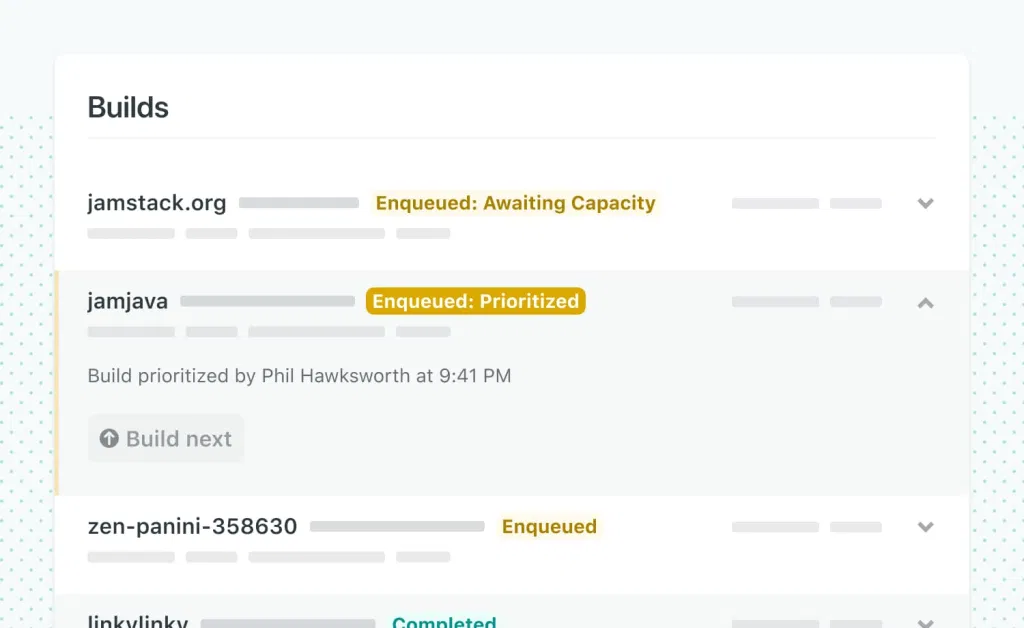 Builds
jamstack.org Enqueued: Awaiting Capacity
jamjava Enqueued: Prioritized
Build prioritized by Phil Hawksworth at 9:41 PM
Build next
zen-panini-358630 Enqueued
linkylinky Completed